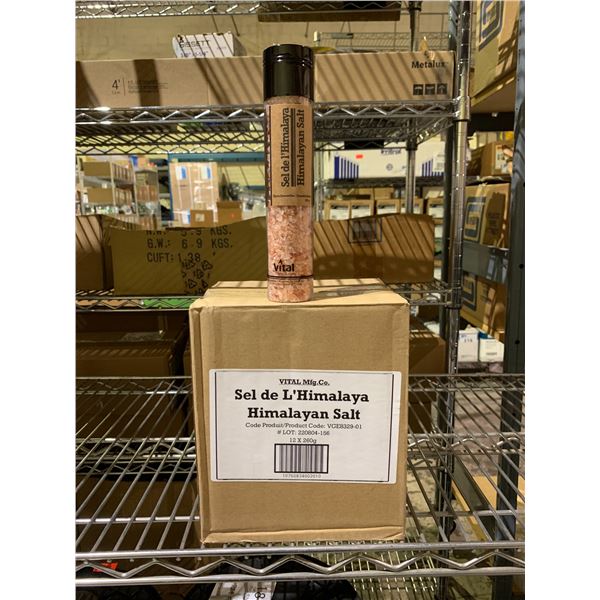 4'
Metalux
Sel de l'Himalaya
Himalayan Salt
Vital
N.W. 5.9 KGS.
G.W: 6.9 KGS.
CUFT: 1.38
VITAL Mfg.Co.
Sel de L'Himalaya
Himalayan Salt
Code Produit/Product Code: VGE8329-01
# LOT: 220804-156
12 X 260g